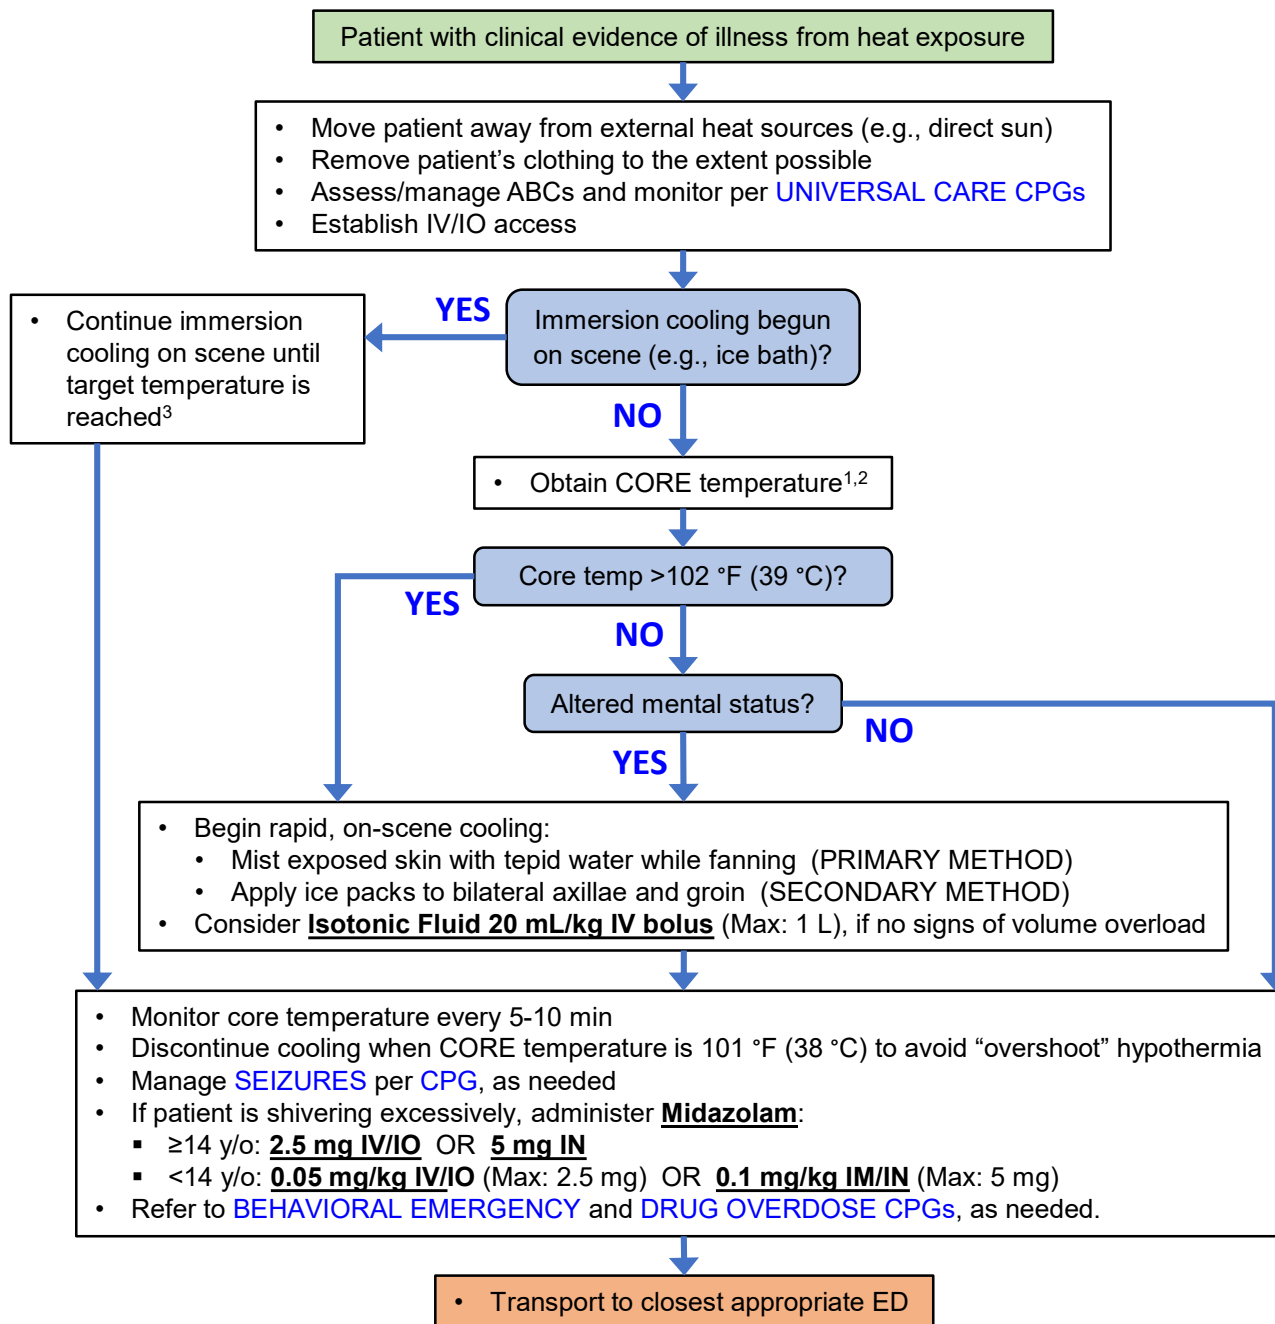 Patient with clinical evidence of illness from heat exposure
• Move patient away from external heat sources (e.g., direct sun)
• Remove patient's clothing to the extent possible
• Assess/manage ABCs and monitor per UNIVERSAL CARE CPGs
• Establish IV/IO access
Immersion cooling begun
on scene (e.g., ice bath)?
YES
• Continue immersion
cooling on scene until
target temperature is
reached³
NO
• Obtain CORE temperature¹,²
Core temp >102 °F (39 °C)?
YES
NO
Altered mental status?
NO
YES
• Begin rapid, on-scene cooling:
• Mist exposed skin with tepid water while fanning (PRIMARY METHOD)
• Apply ice packs to bilateral axillae and groin (SECONDARY METHOD)
• Consider Isotonic Fluid 20 mL/kg IV bolus (Max: 1 L), if no signs of volume overload
• Monitor core temperature every 5-10 min
• Discontinue cooling when CORE temperature is 101 °F (38 °C) to avoid “overshoot” hypothermia
• Manage SEIZURES per CPG, as needed
• If patient is shivering excessively, administer Midazolam:
▪ ≥14 y/o: 2.5 mg IV/IO OR 5 mg IN
▪ <14 y/o: 0.05 mg/kg IV/IO (Max: 2.5 mg) OR 0.1 mg/kg IM/IN (Max: 5 mg)
• Refer to BEHAVIORAL EMERGENCY and DRUG OVERDOSE CPGs, as needed.
• Transport to closest appropriate ED